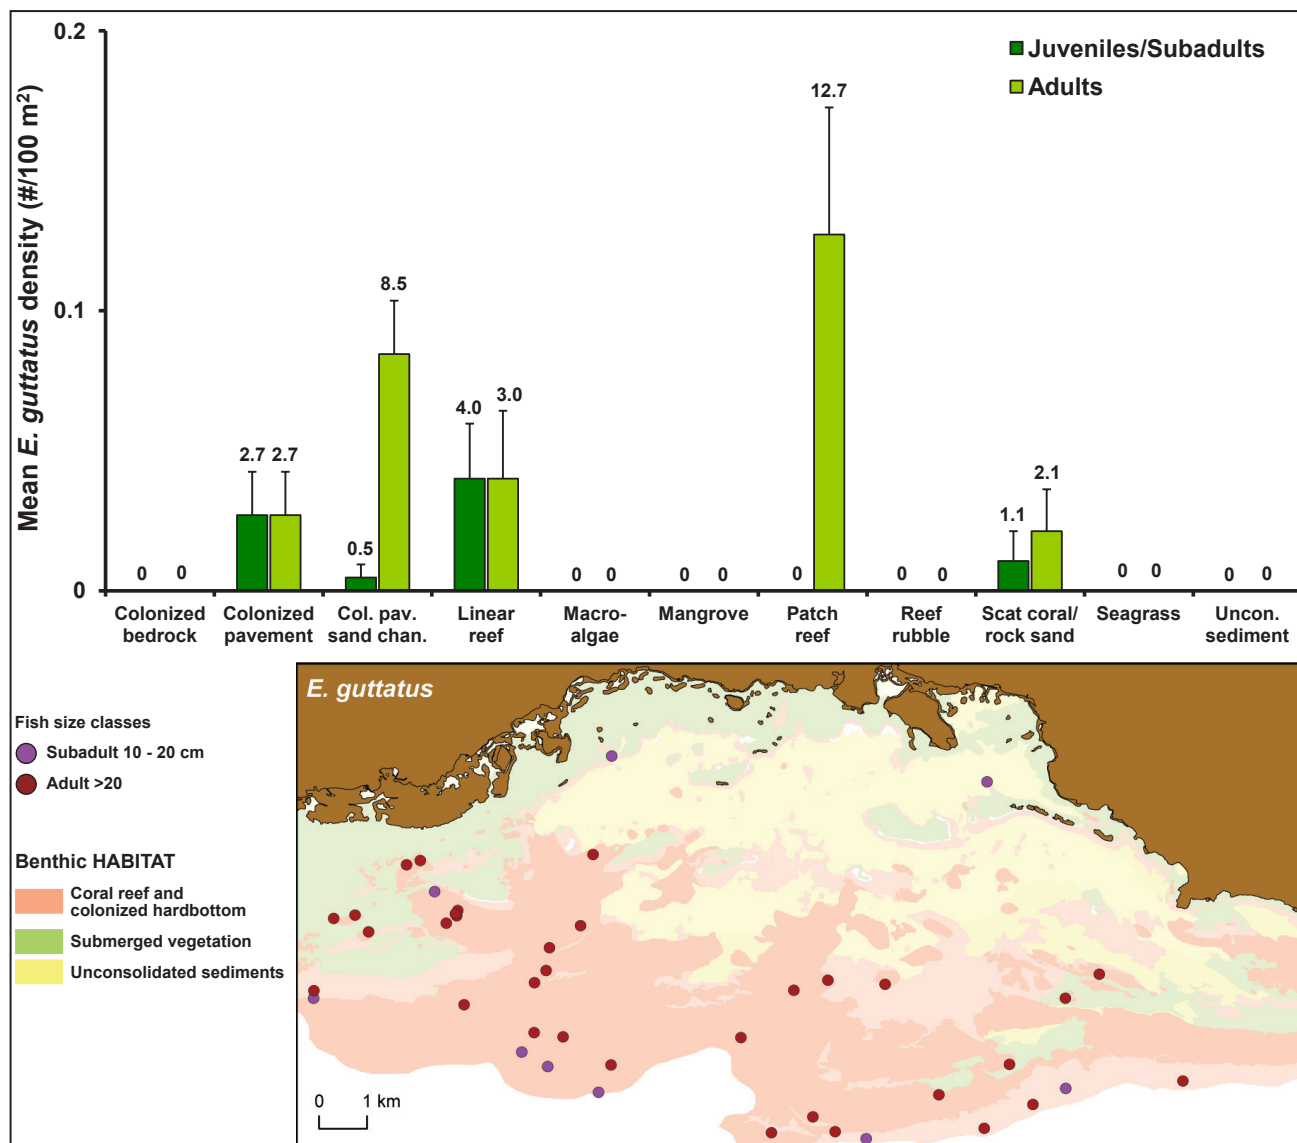 Mean E. guttatus density (#/100 m²)
0.2
0.1
0
Juveniles/Subadults
Adults
0 0
2.7 2.7
0.5 8.5
4.0 3.0
0 0
0 0
0 12.7
0 0
1.1 2.1
0 0
0 0
Colonized
bedrock
Colonized
pavement
Col. pav.
sand chan.
Linear
reef
Macro-
algae
Mangrove
Patch
reef
Reef
rubble
Scat coral/
rock sand
Seagrass
Uncon.
sediment
Fish size classes
Subadult 10 - 20 cm
Adult >20
Benthic HABITAT
Coral reef and
colonized hardbottom
Submerged vegetation
Unconsolidated sediments
E. guttatus
0 1 km